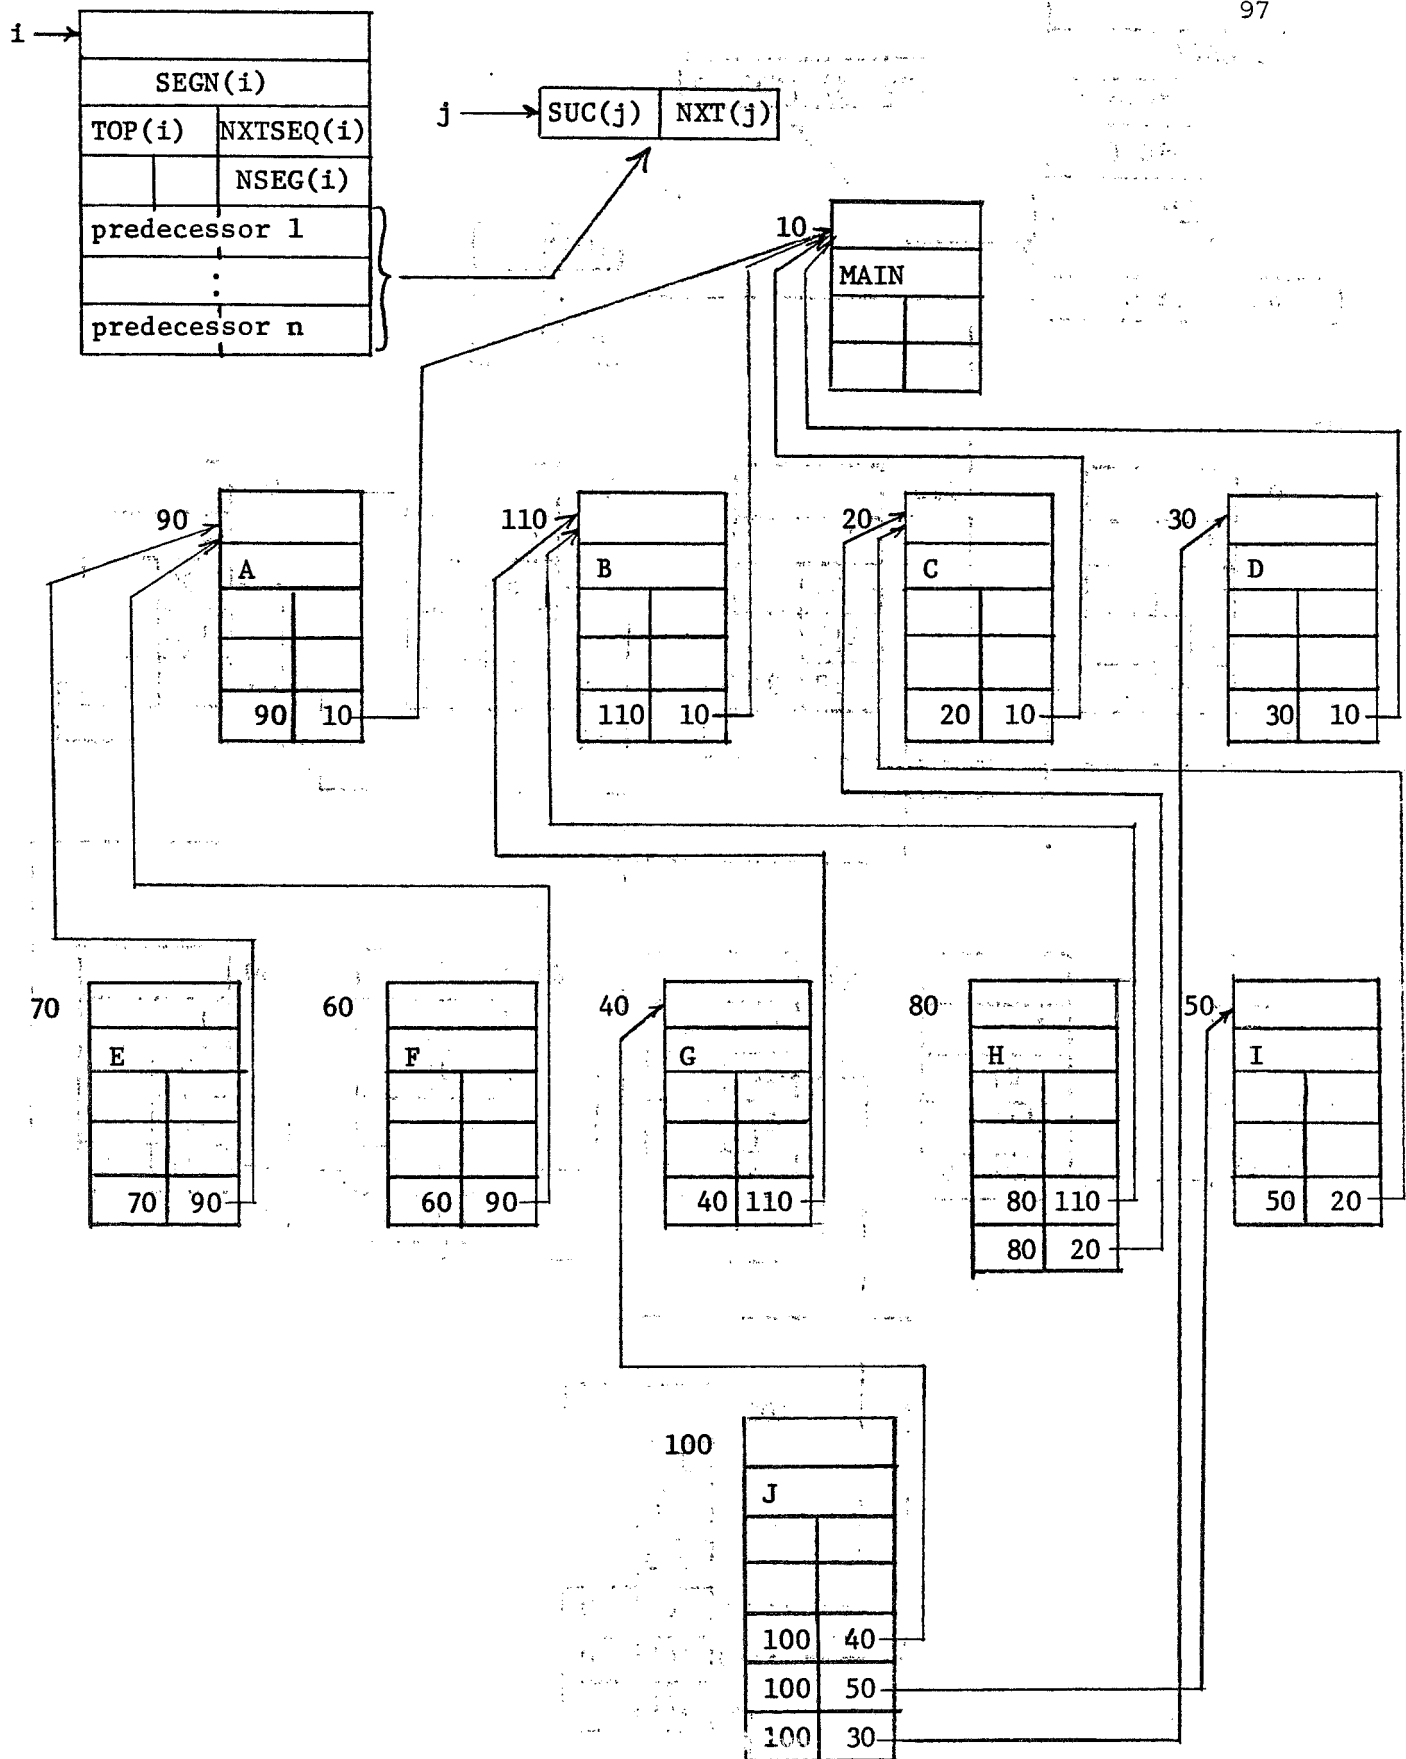 97
i
SEGN(i)
TOP(i) NXTSEQ(i)
NSEG(i)
predecessor 1
predecessor n
j SUC(j) NXT(j)
10
MAIN
90 110 20 30
A B C D
90 10 110 10 20 10 30 10
70 60 40 80 50
E F G H I
70 90 60 90 40 110 80 110 50 20
80 20
100
J
100 40
100 50
100 30